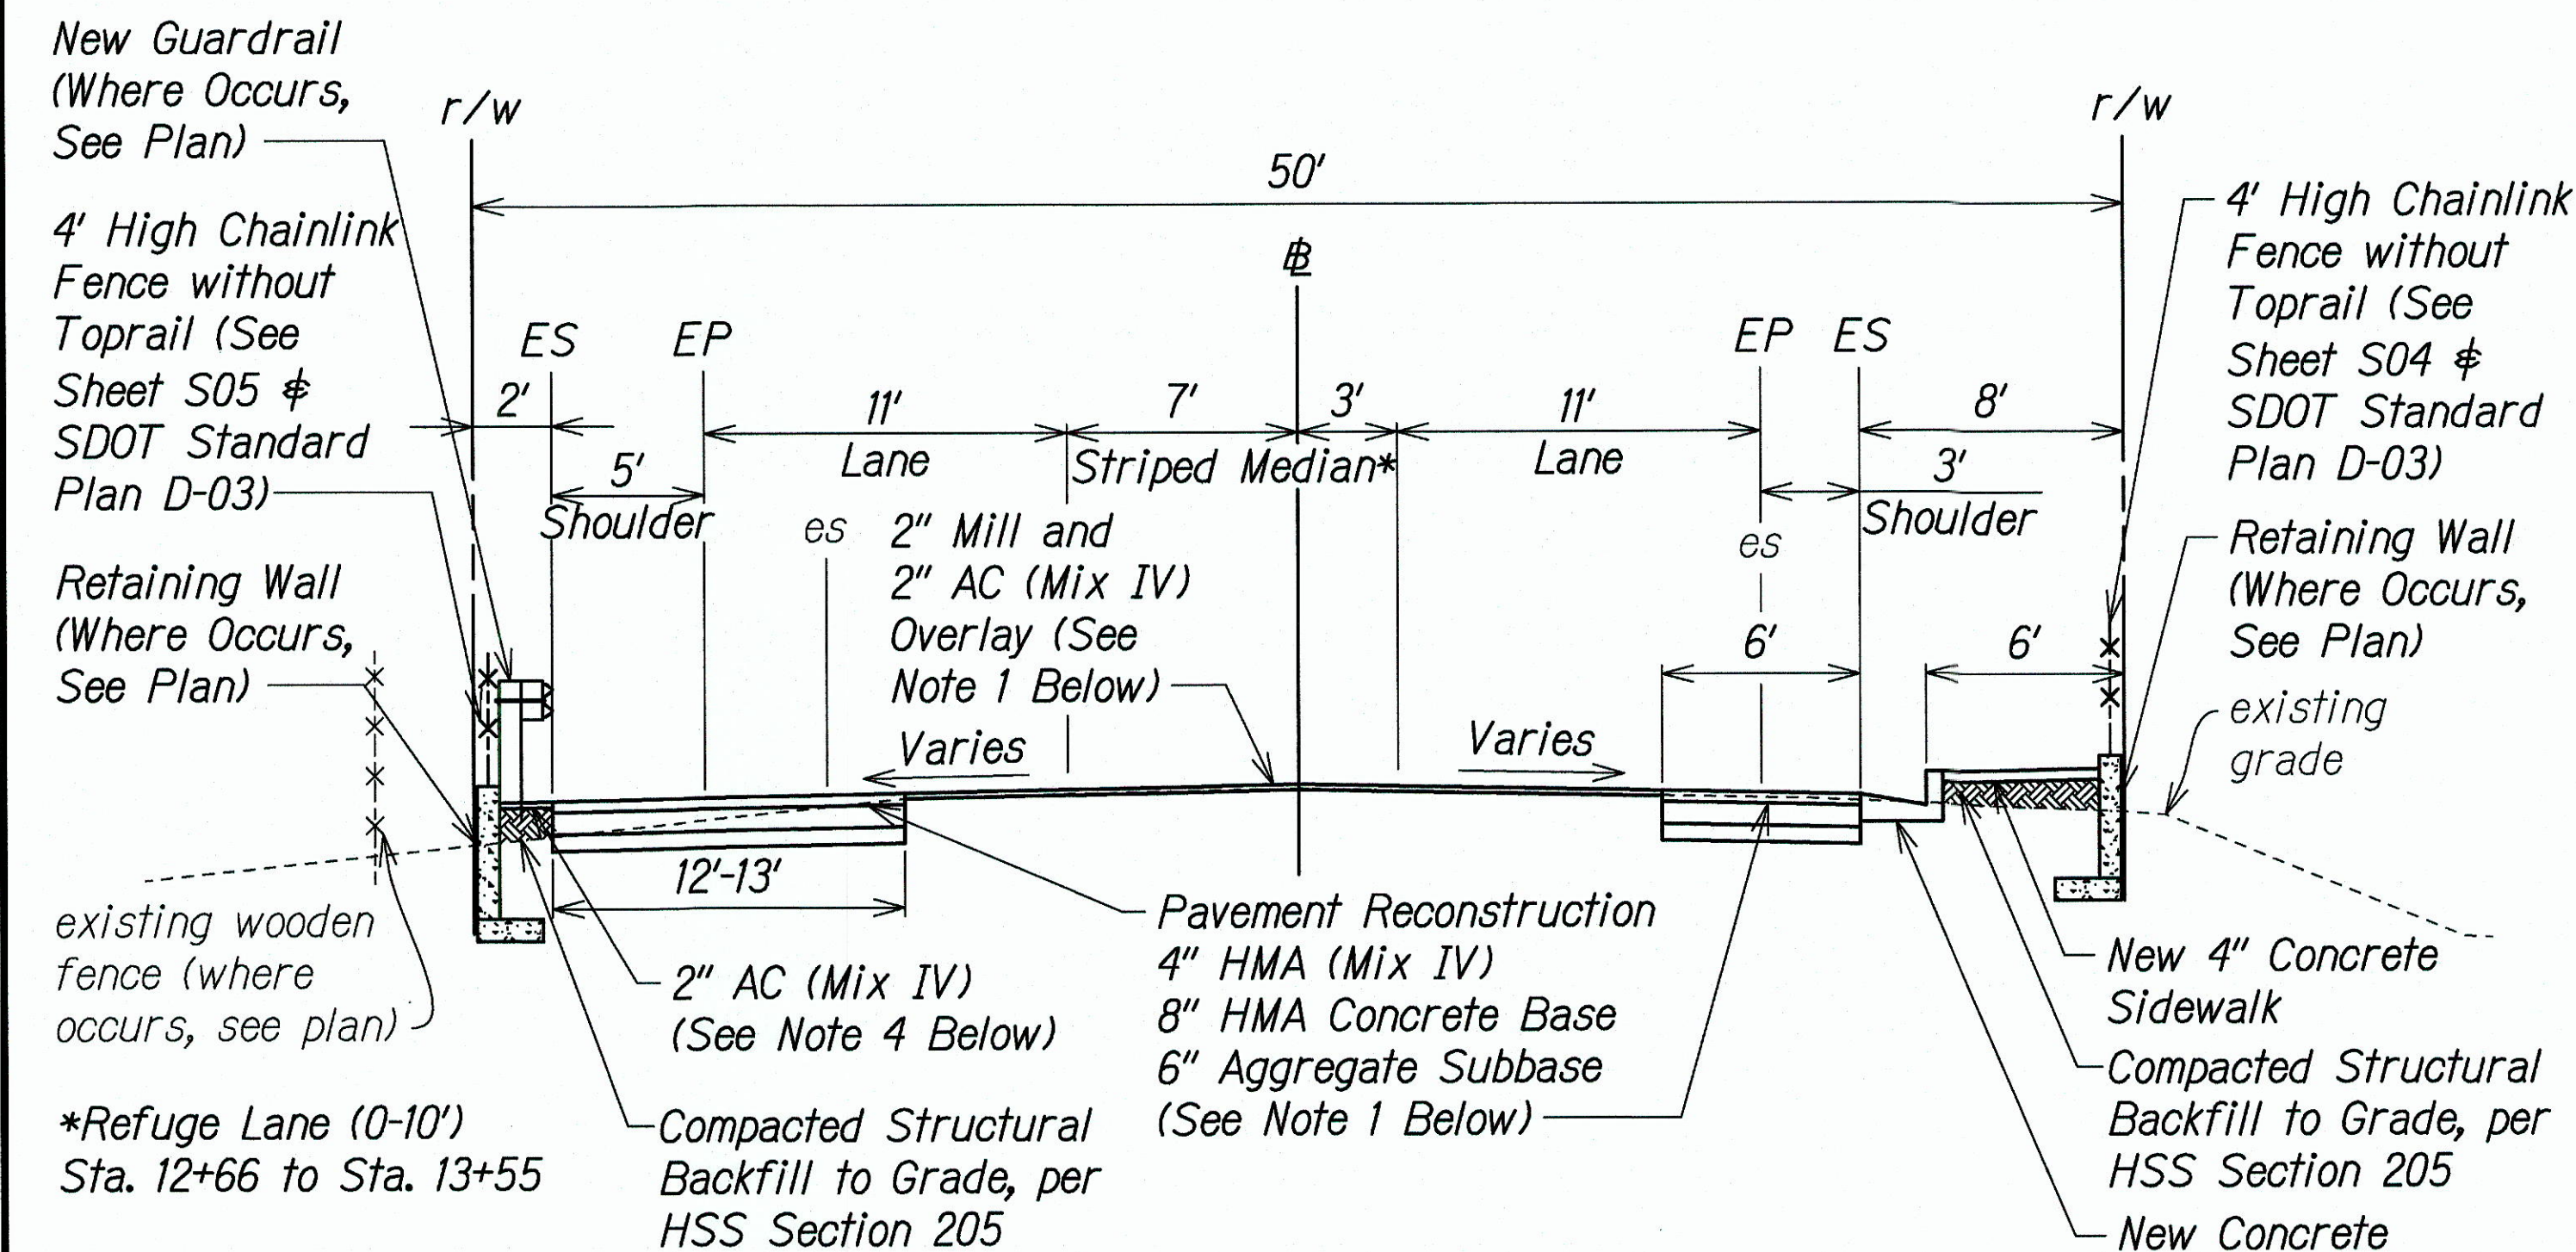 New Guardrail
(Where Occurs,
See Plan)
r/w
r/w
50'
4' High Chainlink
Fence without
Toprail (See
Sheet S05 &
SDOT Standard
Plan D-03)
4' High Chainlink
Fence without
Toprail (See
Sheet S04 &
SDOT Standard
Plan D-03)
℄
ES
EP
EP
ES
2'
11'
7'
3'
11'
8'
Lane
Striped Median*
Lane
5'
Shoulder
3'
Shoulder
es
es
2" Mill and
2" AC (Mix IV)
Overlay (See
Note 1 Below)
Retaining Wall
(Where Occurs,
See Plan)
Retaining Wall
(Where Occurs,
See Plan)
6'
6'
existing
grade
Varies
Varies
12'-13'
existing wooden
fence (where
occurs, see plan)
2" AC (Mix IV)
(See Note 4 Below)
Pavement Reconstruction
4" HMA (Mix IV)
8" HMA Concrete Base
6" Aggregate Subbase
(See Note 1 Below)
New 4" Concrete
Sidewalk
Compacted Structural
Backfill to Grade, per
HSS Section 205
*Refuge Lane (0-10')
Sta. 12+66 to Sta. 13+55
Compacted Structural
Backfill to Grade, per
HSS Section 205
New Concrete